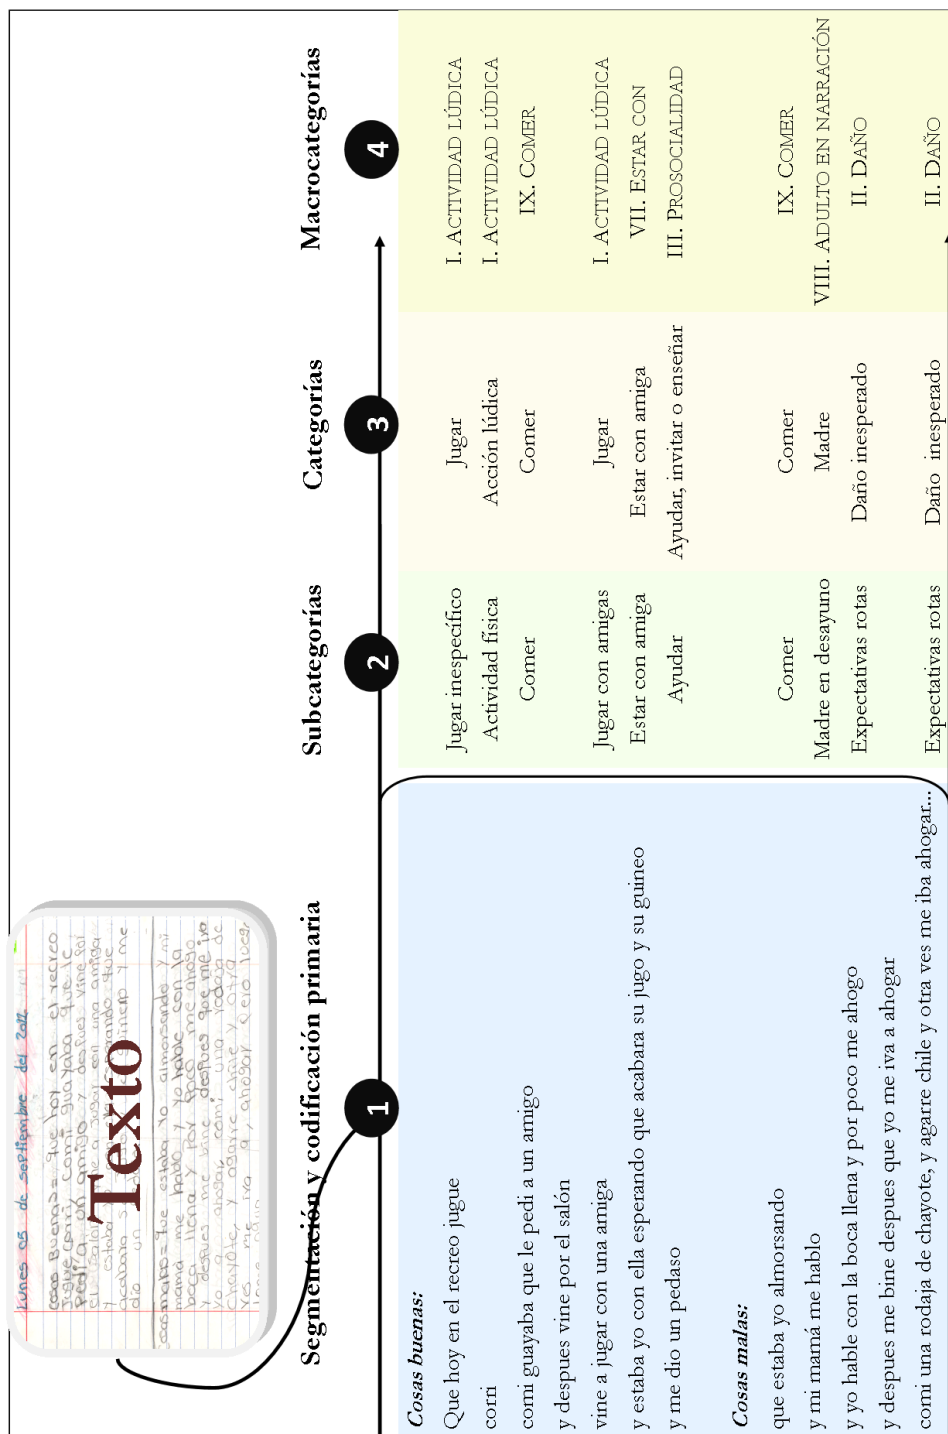 lunes 05 de septiembre del 2022
Texto
Segmentación y codificación primaria
Subcategorías
Categorías
Macrocategorías
1
2
3
4
Cosas buenas:
Que hoy en el recreo jugue
Jugar inespecífico
Jugar
I. ACTIVIDAD LÚDICA
corri
Actividad física
Acción lúdica
I. ACTIVIDAD LÚDICA
comi guayaba que le pedi a un amigo
Comer
Comer
IX. COMER
y despues vine por el salón
vine a jugar con una amiga
Jugar con amigas
Jugar
I. ACTIVIDAD LÚDICA
y estaba yo con ella esperando que acabara su jugo y su guineo
Estar con amiga
Estar con amiga
VII. ESTAR CON
y me dio un pedaso
Ayudar
Ayudar, invitar o enseñar
III. PROSOCIALIDAD
Cosas malas:
que estaba yo almorsando
Comer
Comer
IX. COMER
y mi mamá me hablo
Madre en desayuno
Madre
VIII. ADULTO EN NARRACIÓN
y yo hable con la boca llena y por poco me ahogo
Expectativas rotas
Daño inesperado
II. DAÑO
y despues me bine despues que yo me iva a ahogar
comi una rodaja de chayote, y agarre chile y otra ves me iba ahogar...
Expectativas rotas
Daño inesperado
II. DAÑO